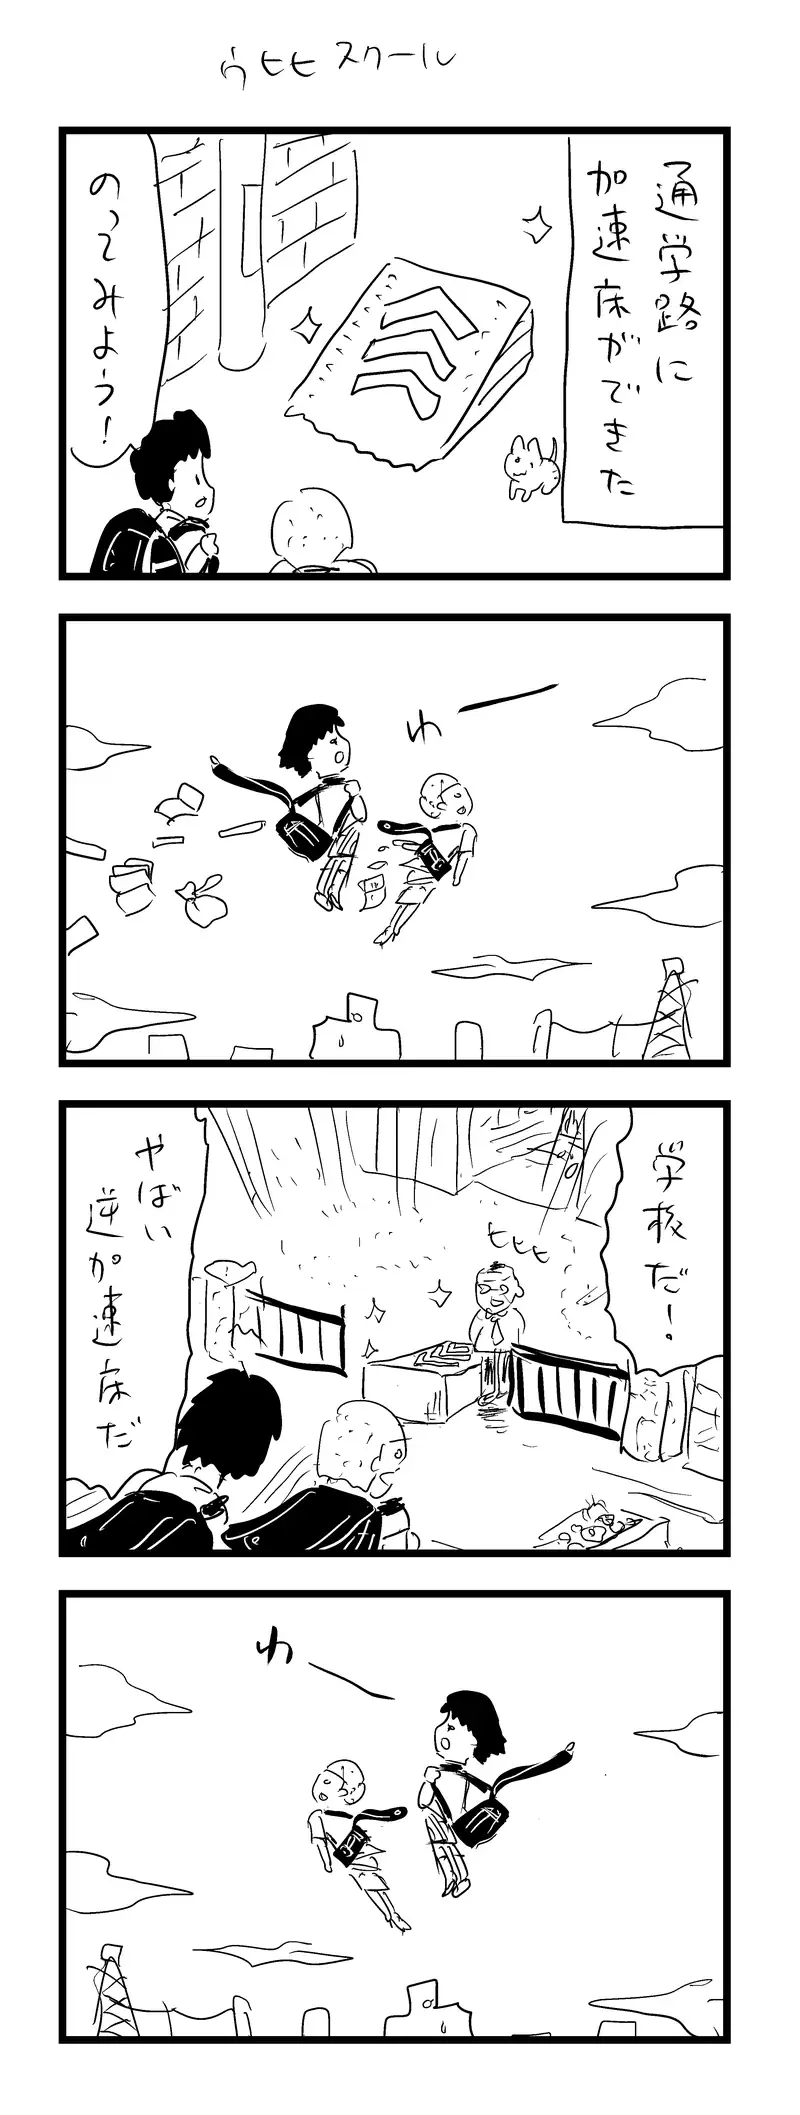 ウヒヒスクール
通学路に
加速床ができた
のってみよう!
わー
学校だ!
ヒヒヒ
やばい
逆加速床だ
わー